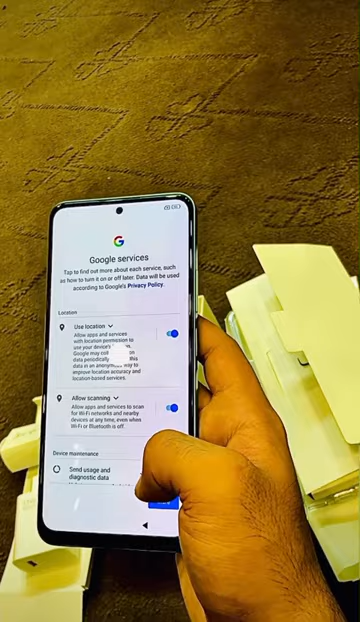 Google services
Tap to find out more about each service, such
as how to turn it on or off later. Data will be used
according to Google's Privacy Policy.
Location
Use location
Allow apps and services
with location permission to
use your device's
Google may
data periodically this
data in an anonymous way to
improve location accuracy and
location-based services.
Allow scanning
Allow apps and services to scan
for Wi-Fi networks and nearby
devices at any time, even when
Wi-Fi or Bluetooth is off.
Device maintenance
Send usage and
diagnostic data